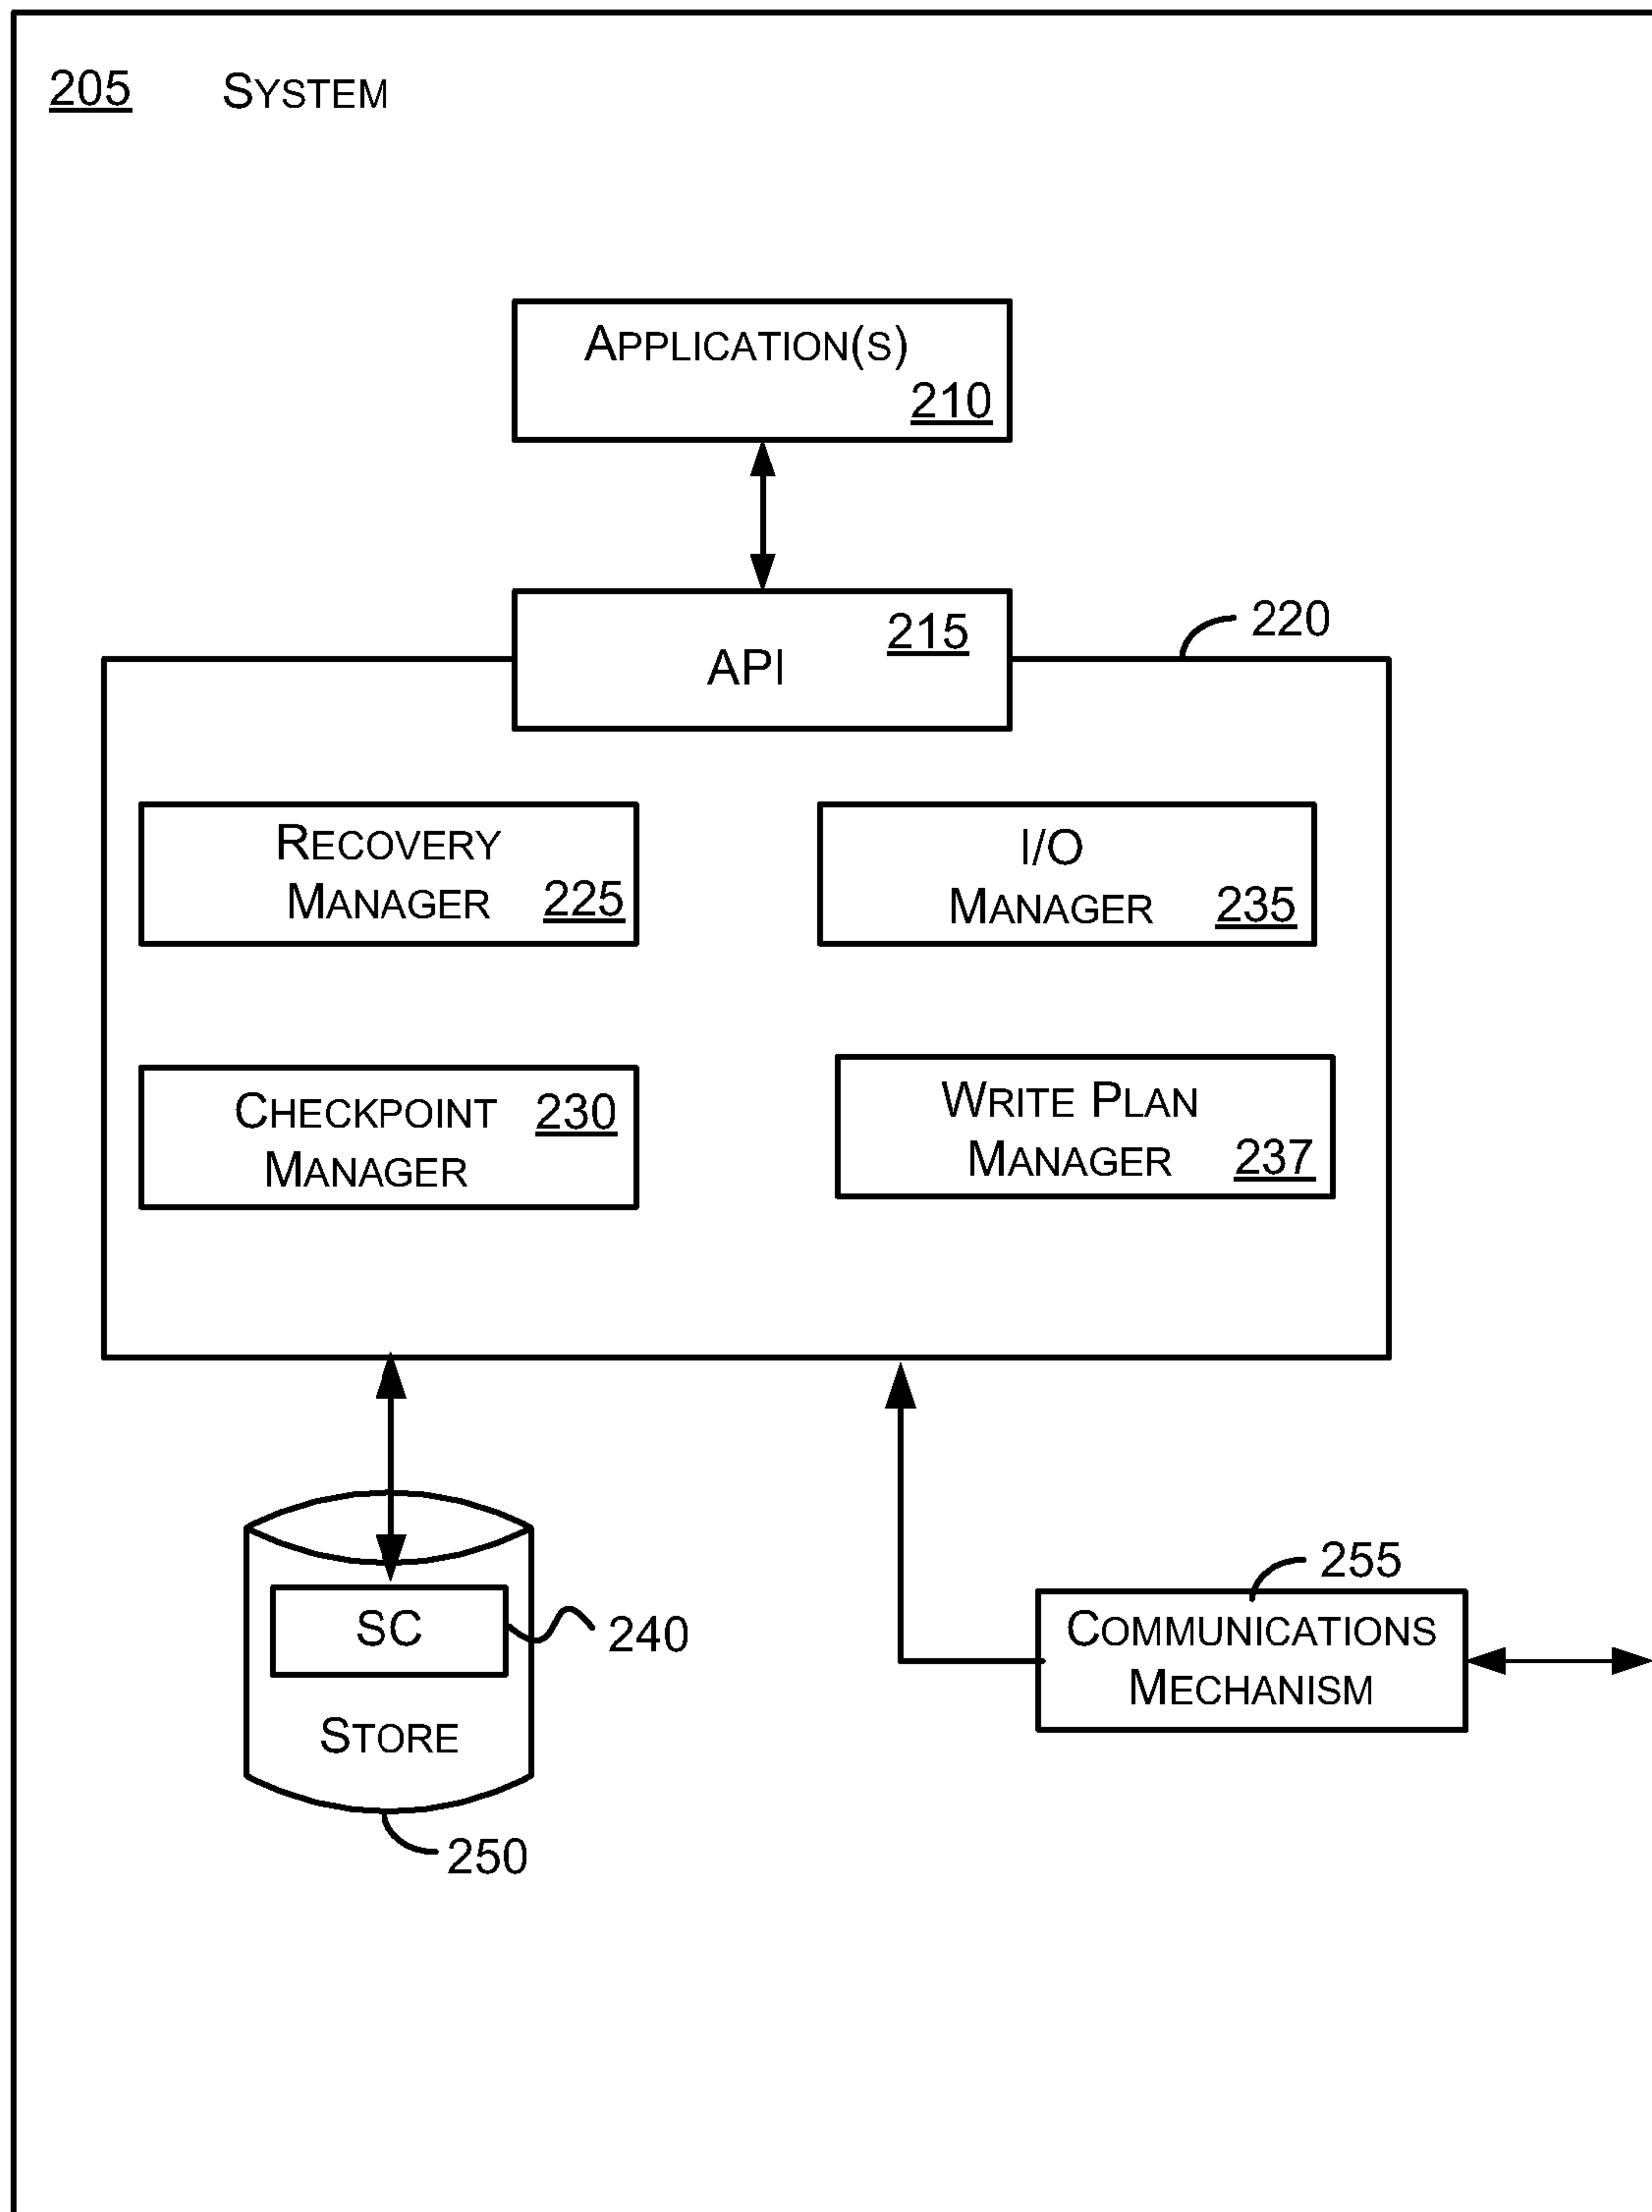 205 SYSTEM
APPLICATION(S)
210
215
API
220
RECOVERY
MANAGER 225
I/O
MANAGER 235
CHECKPOINT 230
MANAGER
WRITE PLAN
MANAGER 237
SC
240
STORE
250
255
COMMUNICATIONS
MECHANISM